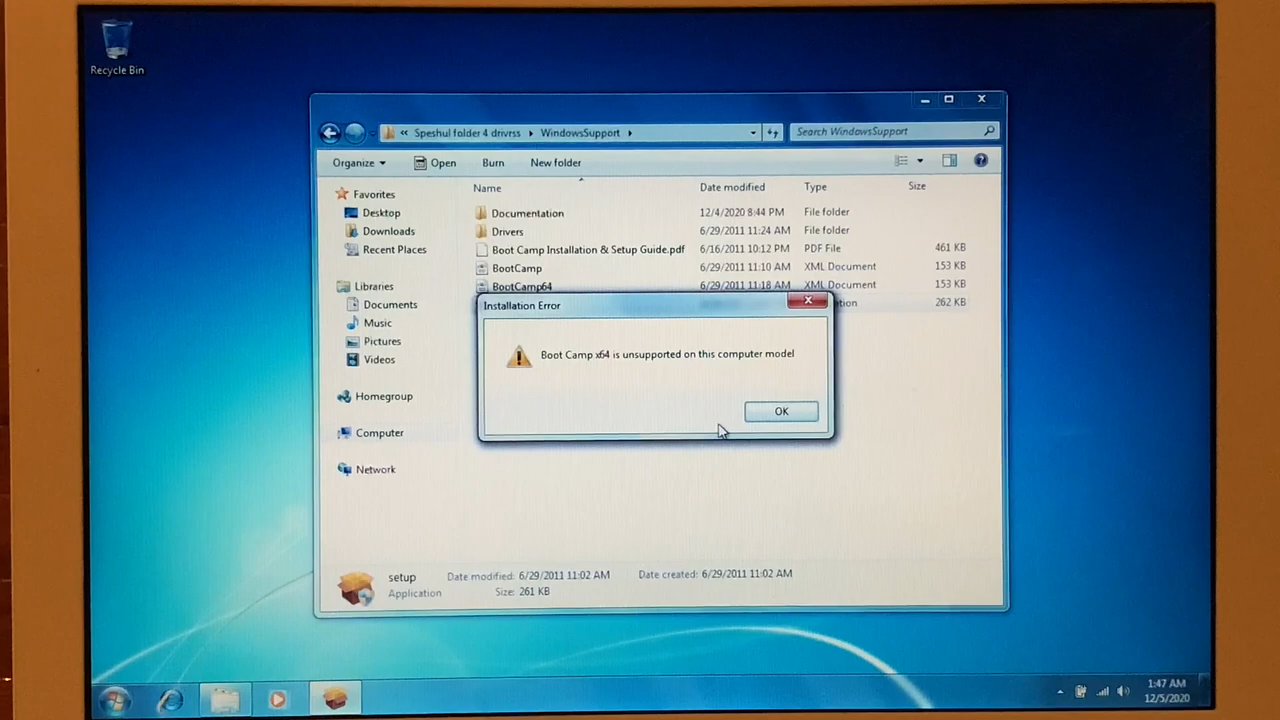 Recycle Bin
« Speshul folder 4 drivrss WindowsSupport
Search WindowsSupport
Organize Open Burn New folder
Name Date modified Type Size
Favorites
Desktop
Downloads
Recent Places
Libraries
Documents
Music
Pictures
Videos
Homegroup
Computer
Network
Documentation 12/4/2020 8:44 PM File folder
Drivers 6/29/2011 11:24 AM File folder
Boot Camp Installation & Setup Guide.pdf 6/16/2011 10:12 PM PDF File 461 KB
BootCamp 6/29/2011 11:10 AM XML Document 153 KB
BootCamp64 6/29/2011 11:18 AM XML Document 153 KB
262 KB
Installation Error
Boot Camp x64 is unsupported on this computer model
OK
setup Date modified: 6/29/2011 11:02 AM Date created: 6/29/2011 11:02 AM
Application Size: 261 KB
1:47 AM
12/5/2020